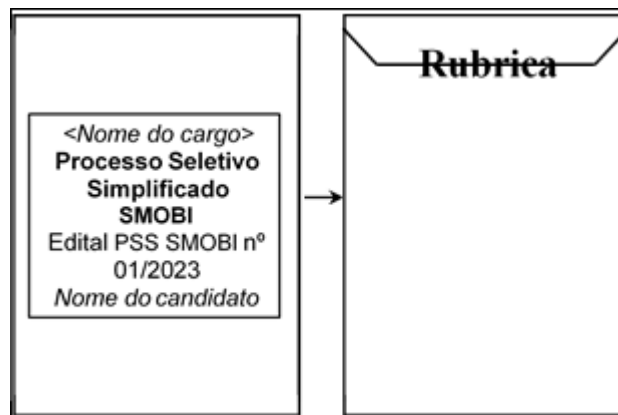 <Nome do cargo>
Processo Seletivo
Simplificado
SMOBI
Edital PSS SMOBI nº
01/2023
Nome do candidato
Rubrica